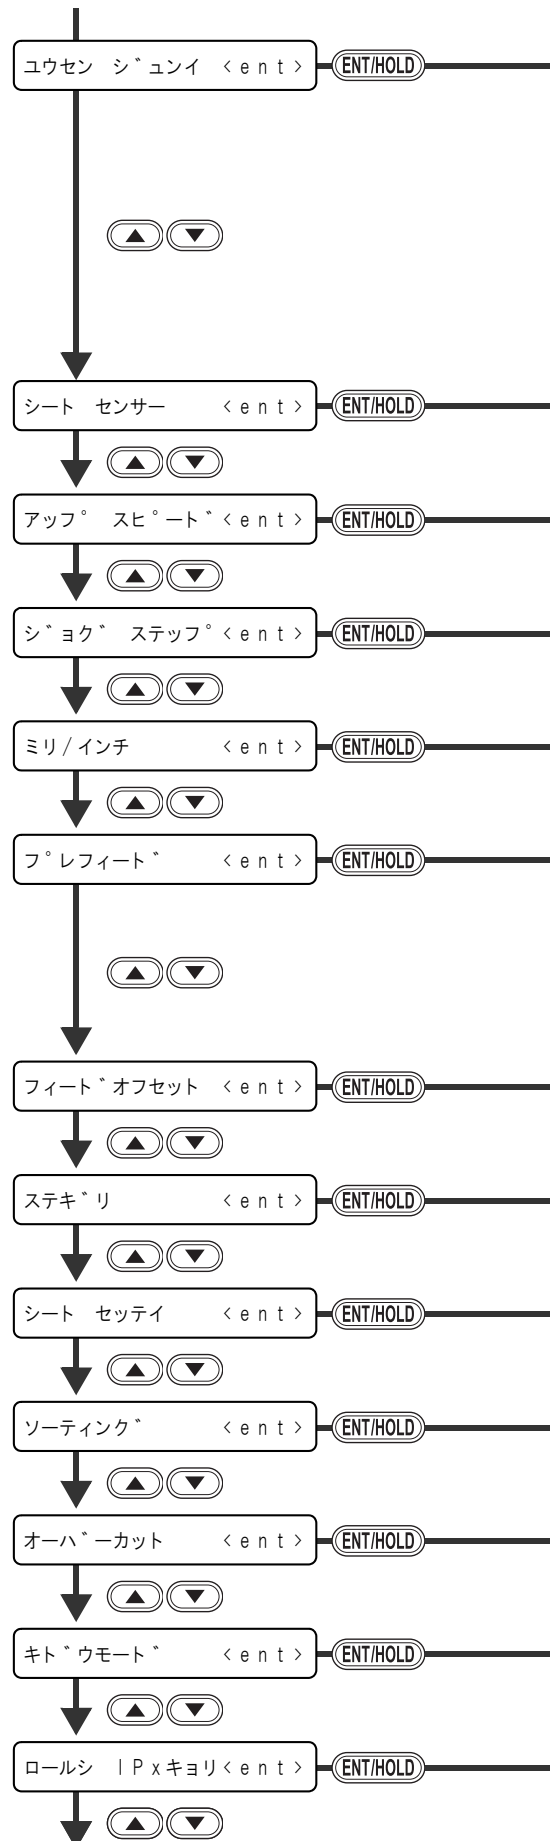 ユウセン シ゛ュンイ <ent> ENT/HOLD
シート センサー <ent> ENT/HOLD
アッフ゜ スヒ゜ート゛<ent> ENT/HOLD
シ゛ョク゛ ステッフ゜<ent> ENT/HOLD
ミリ/インチ <ent> ENT/HOLD
フ゜レフィート゛ <ent> ENT/HOLD
フィート゛オフセット <ent> ENT/HOLD
ステキ゛リ <ent> ENT/HOLD
シート セッテイ <ent> ENT/HOLD
ソーティンク゛ <ent> ENT/HOLD
オーハ゛ーカット <ent> ENT/HOLD
キト゛ウモート゛ <ent> ENT/HOLD
ロールシ IPxキョリ<ent> ENT/HOLD